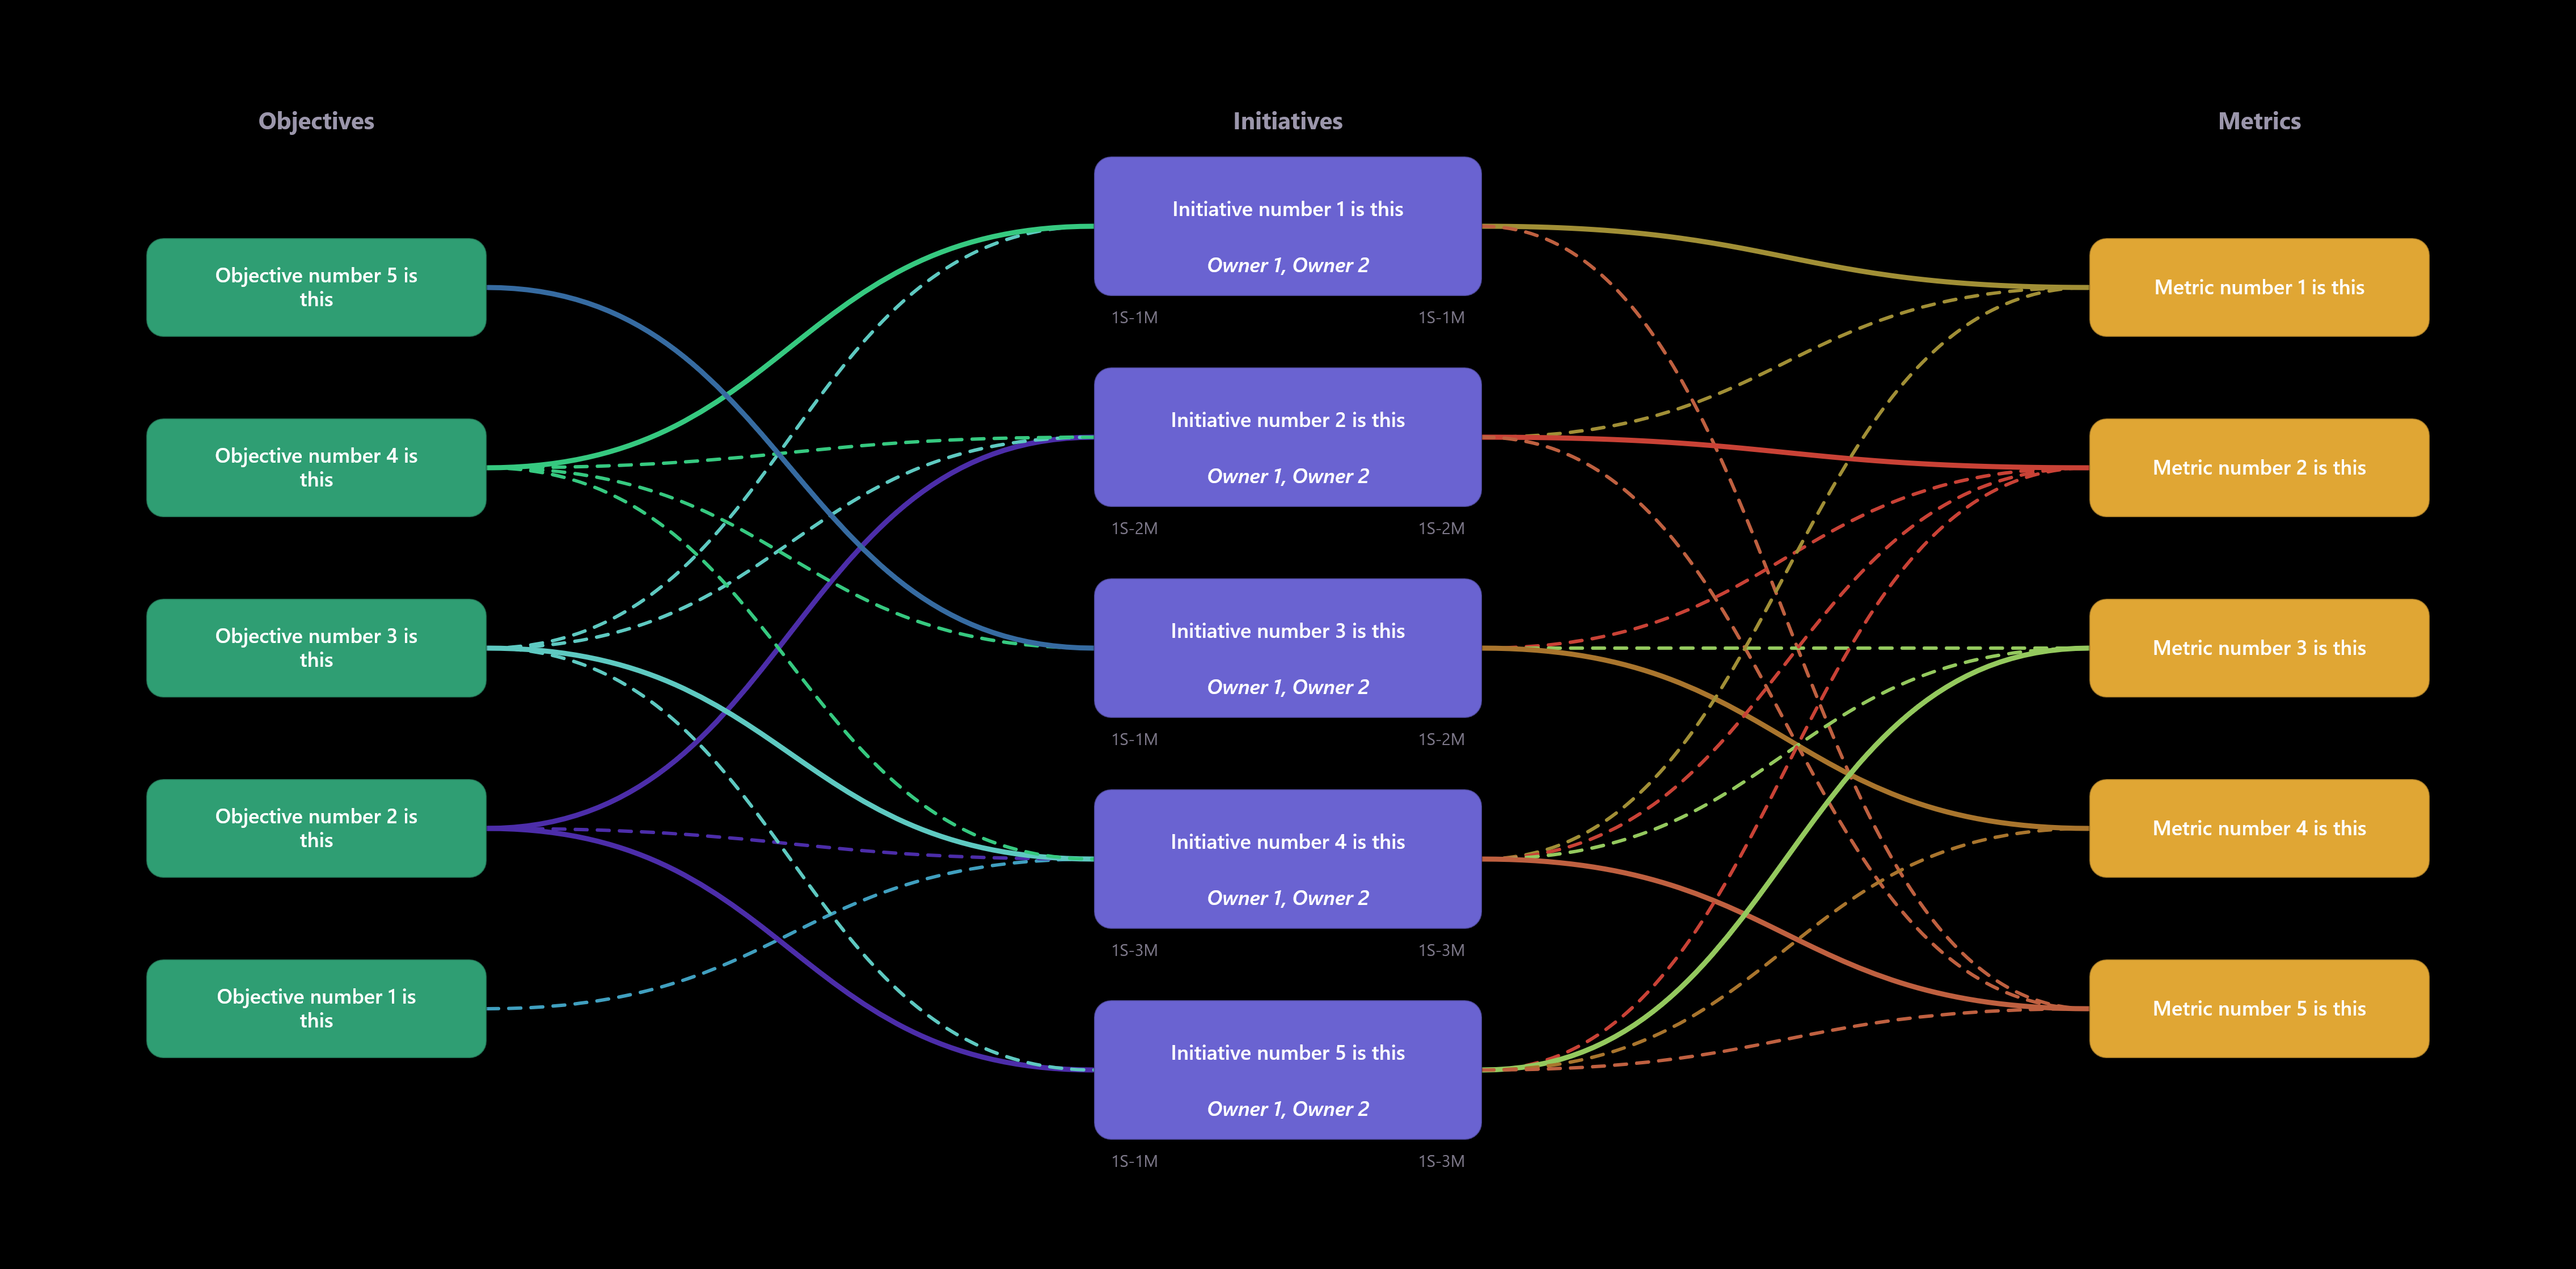 Objectives
Objective number 5 is
this
Objective number 4 is
this
Objective number 3 is
this
Objective number 2 is
this
Objective number 1 is
this
Initiatives
Initiative number 1 is this
Owner 1, Owner 2
1S-1M 1S-1M
Initiative number 2 is this
Owner 1, Owner 2
1S-2M 1S-2M
Initiative number 3 is this
Owner 1, Owner 2
1S-1M 1S-2M
Initiative number 4 is this
Owner 1, Owner 2
1S-3M 1S-3M
Initiative number 5 is this
Owner 1, Owner 2
1S-1M 1S-3M
Metrics
Metric number 1 is this
Metric number 2 is this
Metric number 3 is this
Metric number 4 is this
Metric number 5 is this